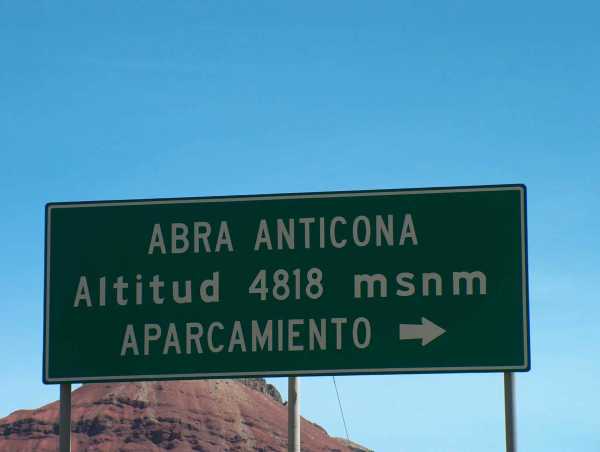 ABRA ANTICONA
Altitud 4818 msnm
APARCAMIENTO